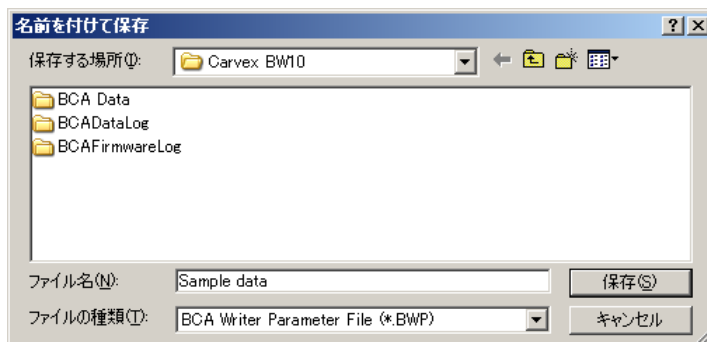 名前を付けて保存
保存する場所(I): Carvex BW10
BCA Data
BCADataLog
BCAFirmwareLog
ファイル名(N): Sample data 保存(S)
ファイルの種類(T): BCA Writer Parameter File (*.BWP) キャンセル